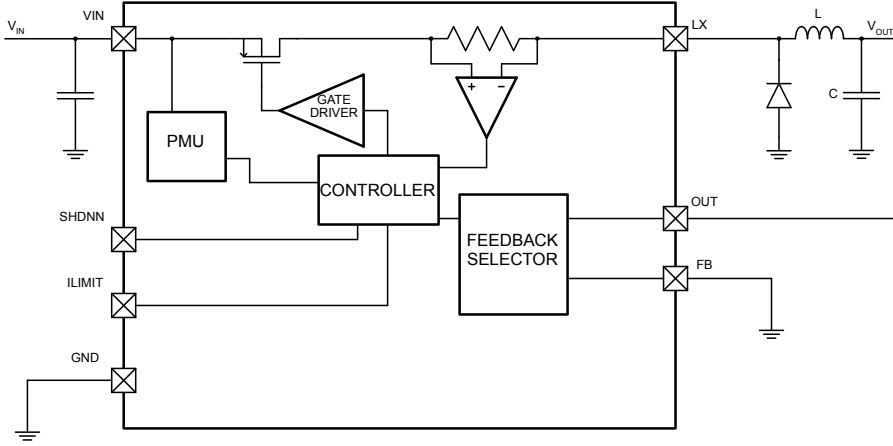 VIN
LX
L
VIN
VOUT
+ −
GATE
DRIVER
C
PMU
CONTROLLER
SHDNN
OUT
FEEDBACK
SELECTOR
FB
ILIMIT
GND